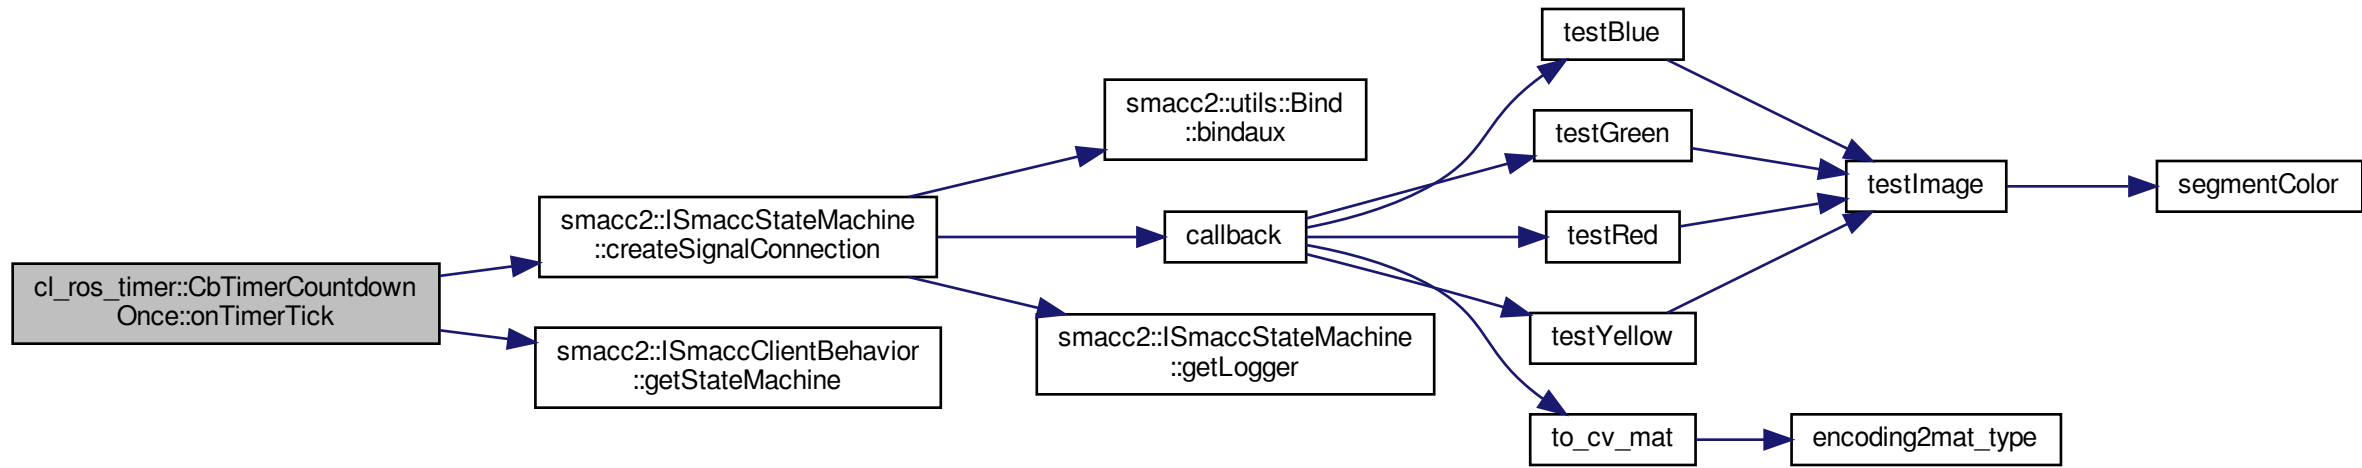 cl_ros_timer::CbTimerCountdown
Once::onTimerTick
smacc2::ISmaccStateMachine
::createSignalConnection
smacc2::ISmaccClientBehavior
::getStateMachine
smacc2::utils::Bind
::bindaux
callback
smacc2::ISmaccStateMachine
::getLogger
testBlue
testGreen
testRed
testYellow
to_cv_mat
testImage
encoding2mat_type
segmentColor